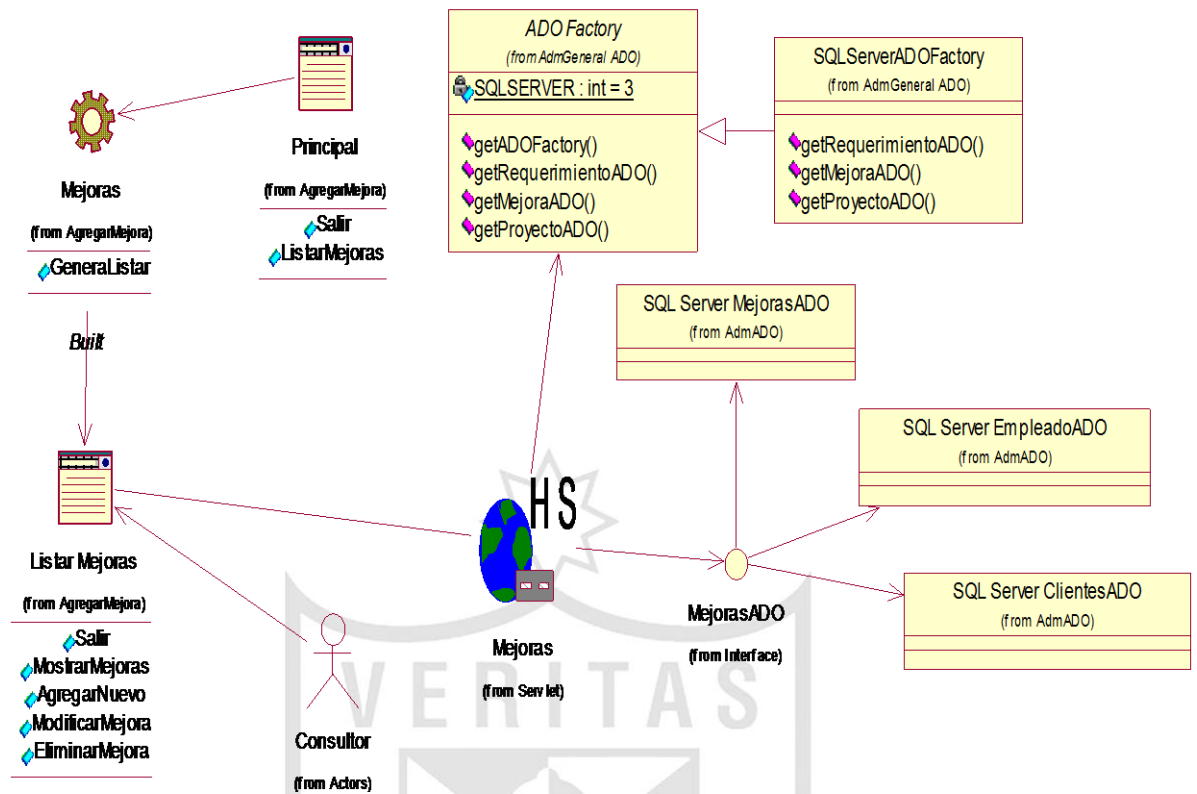 ADO Factory
(from AdmGeneral ADO)
SQLSERVER : int = 3
getADOFactory()
getRequerimientoADO()
getMejoraADO()
getProyectoADO()
SQLServerADOFactory
(from AdmGeneral ADO)
getRequerimientoADO()
getMejoraADO()
getProyectoADO()
Principal
(from AgregarMejora)
Salir
ListarMejoras
Mejoras
(from AgregarMejora)
GeneraListar
Built
SQL Server MejorasADO
(from AdmADO)
SQL Server EmpleadoADO
(from AdmADO)
HS
SQL Server ClientesADO
(from AdmADO)
Listar Mejoras
(from AgregarMejora)
Salir
MostrarMejoras
AgregarNuevo
ModificarMejora
EliminarMejora
MejorasADO
(from Interface)
Mejoras
(from Servlet)
Consultor
(from Actors)
VERITAS